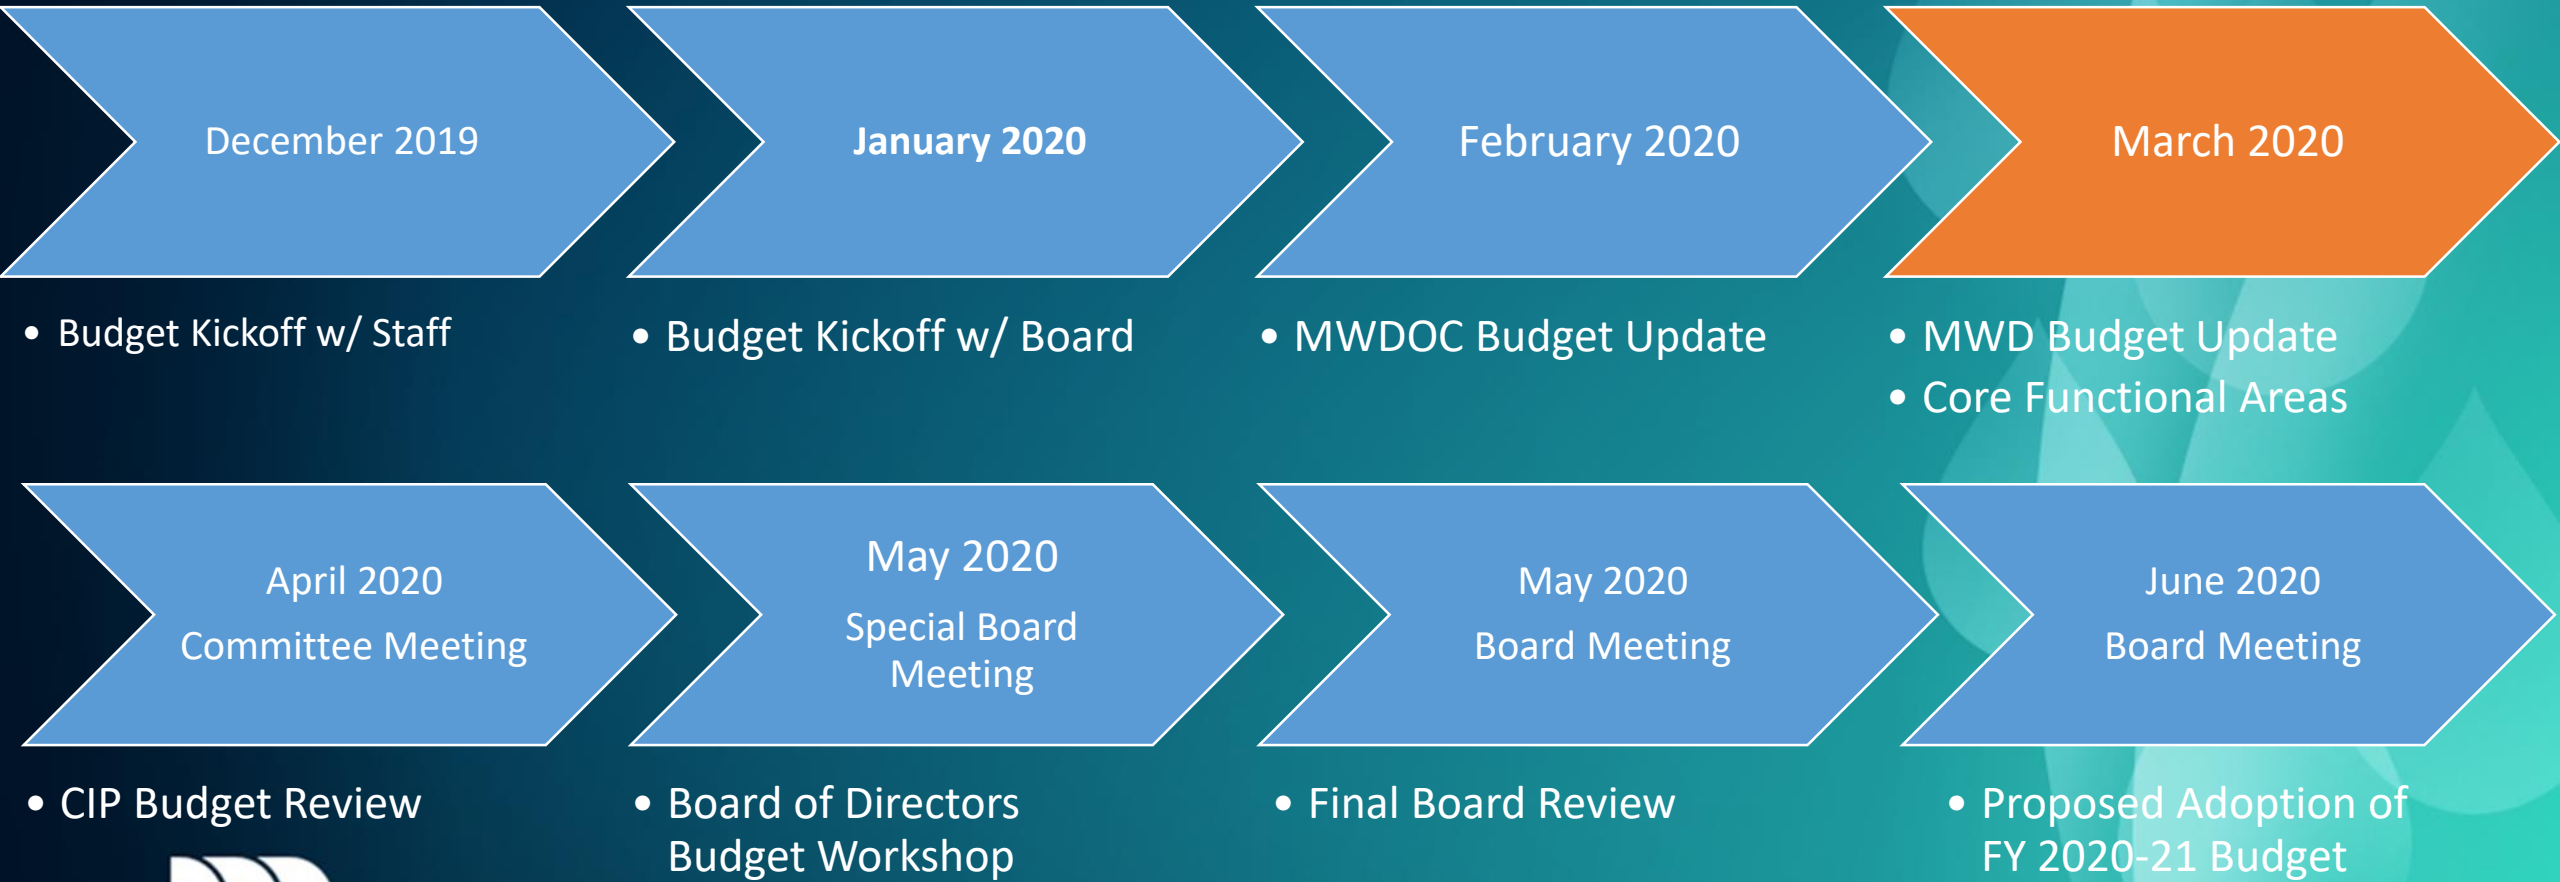 December 2019
January 2020
February 2020
March 2020
• Budget Kickoff w/ Staff
• Budget Kickoff w/ Board
• MWDOC Budget Update
• MWD Budget Update
• Core Functional Areas
April 2020
Committee Meeting
May 2020
Special Board
Meeting
May 2020
Board Meeting
June 2020
Board Meeting
• CIP Budget Review
• Board of Directors
Budget Workshop
• Final Board Review
• Proposed Adoption of
FY 2020-21 Budget